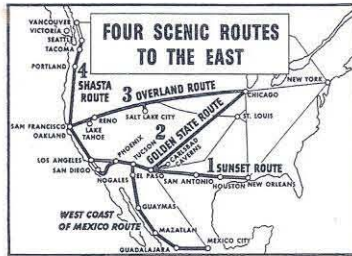 FOUR SCENIC ROUTES
TO THE EAST
VANCOUVER
VICTORIA
SEATTLE
TACOMA
PORTLAND
4
SHASTA
ROUTE
3 OVERLAND ROUTE
NEW YORK
CHICAGO
SALT LAKE CITY
RENO
LAKE
TAHOE
SAN FRANCISCO
OAKLAND
ST. LOUIS
2
GOLDEN STATE ROUTE
PHOENIX
TUCSON
CARLSBAD
CAVERNS
LOS ANGELES
SAN DIEGO
NOGALES
EL PASO
1 SUNSET ROUTE
SAN ANTONIO
HOUSTON
NEW ORLEANS
WEST COAST
OF MEXICO ROUTE
GUAYMAS
MAZATLAN
GUADALAJARA
MEXICO CITY